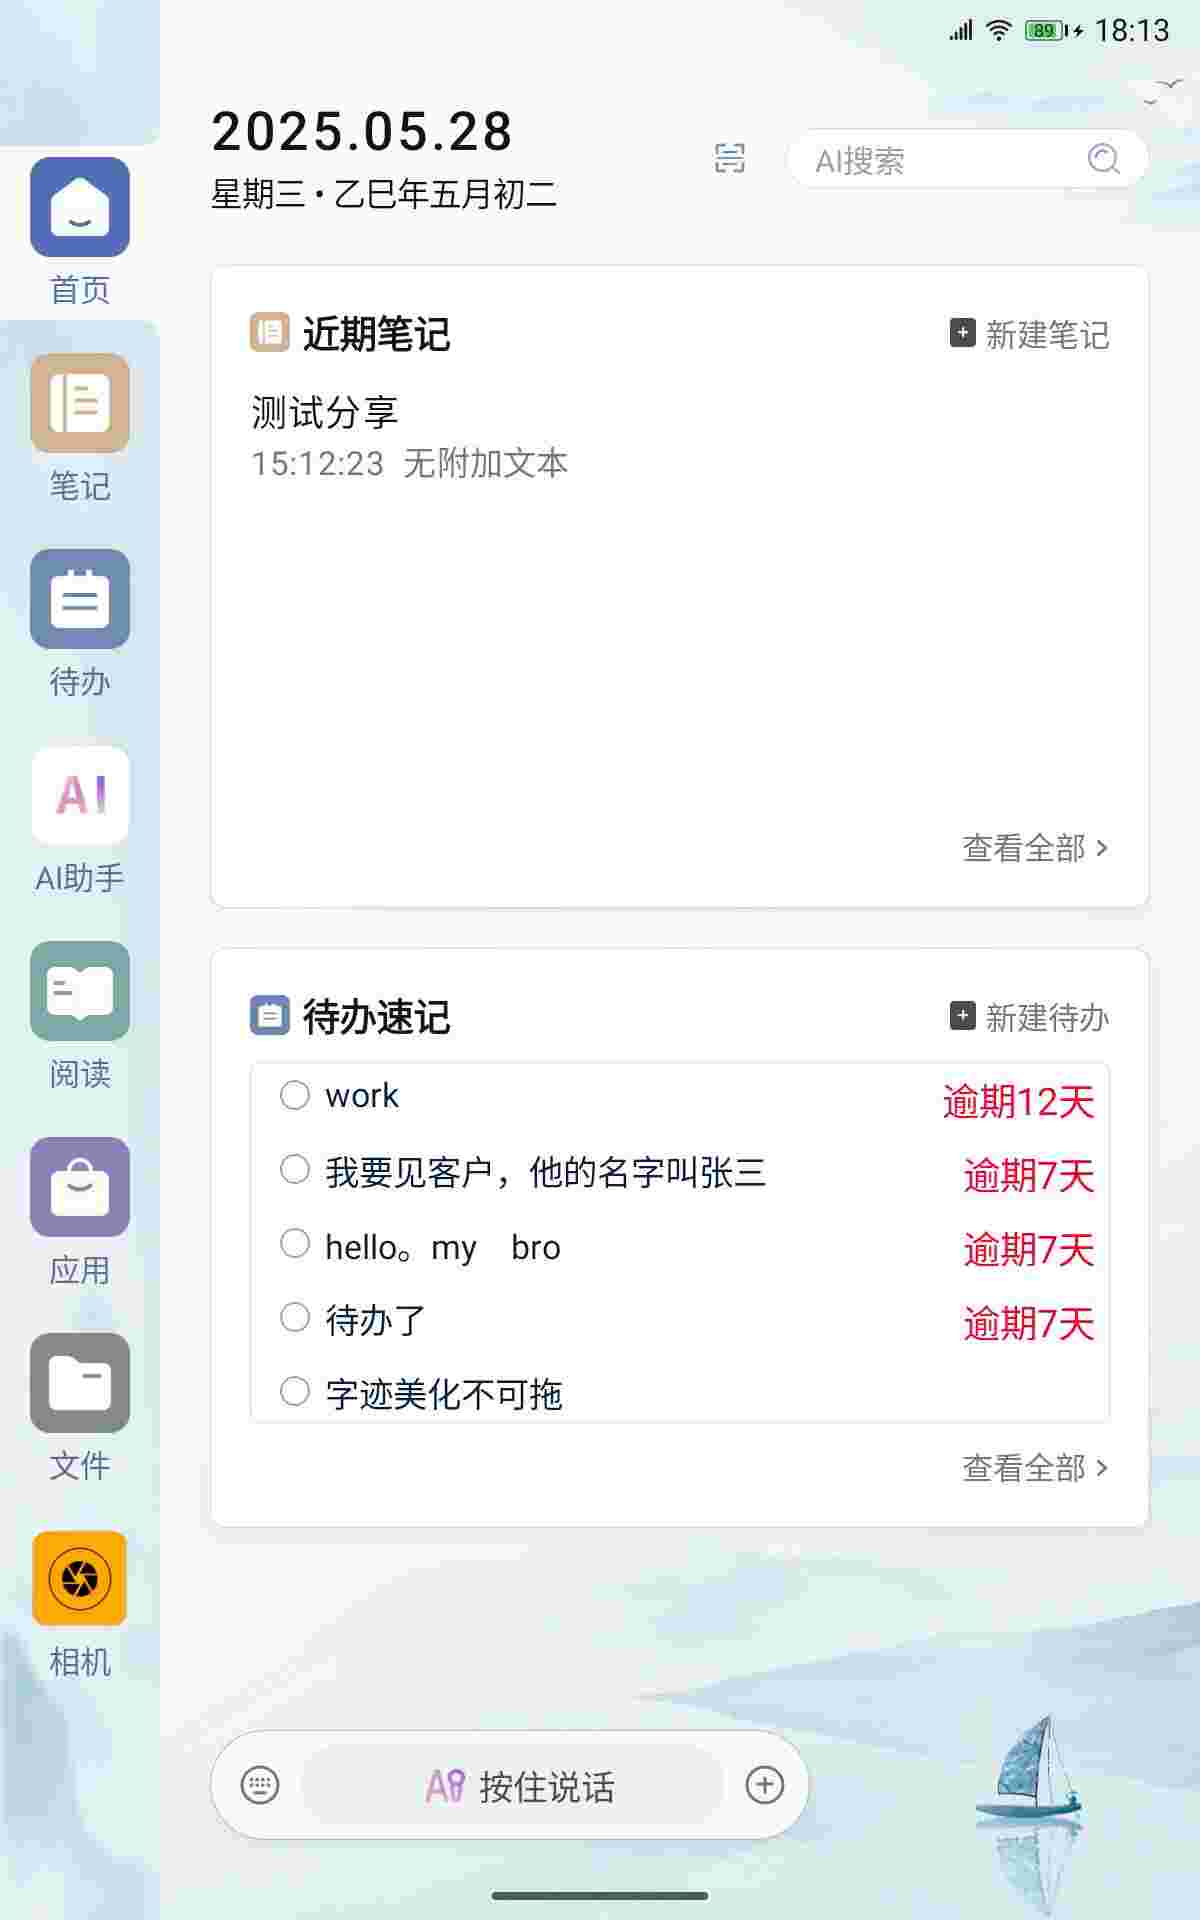 89 18:13
2025.05.28
星期三·乙巳年五月初二
AI搜索
首页
笔记
待办
AI
AI助手
阅读
应用
文件
相机
近期笔记
新建笔记
测试分享
15:12:23 无附加文本
查看全部 >
待办速记
新建待办
work 逾期12天
我要见客户，他的名字叫张三 逾期7天
hello。my bro 逾期7天
待办了 逾期7天
字迹美化不可拖
查看全部 >
AI 按住说话